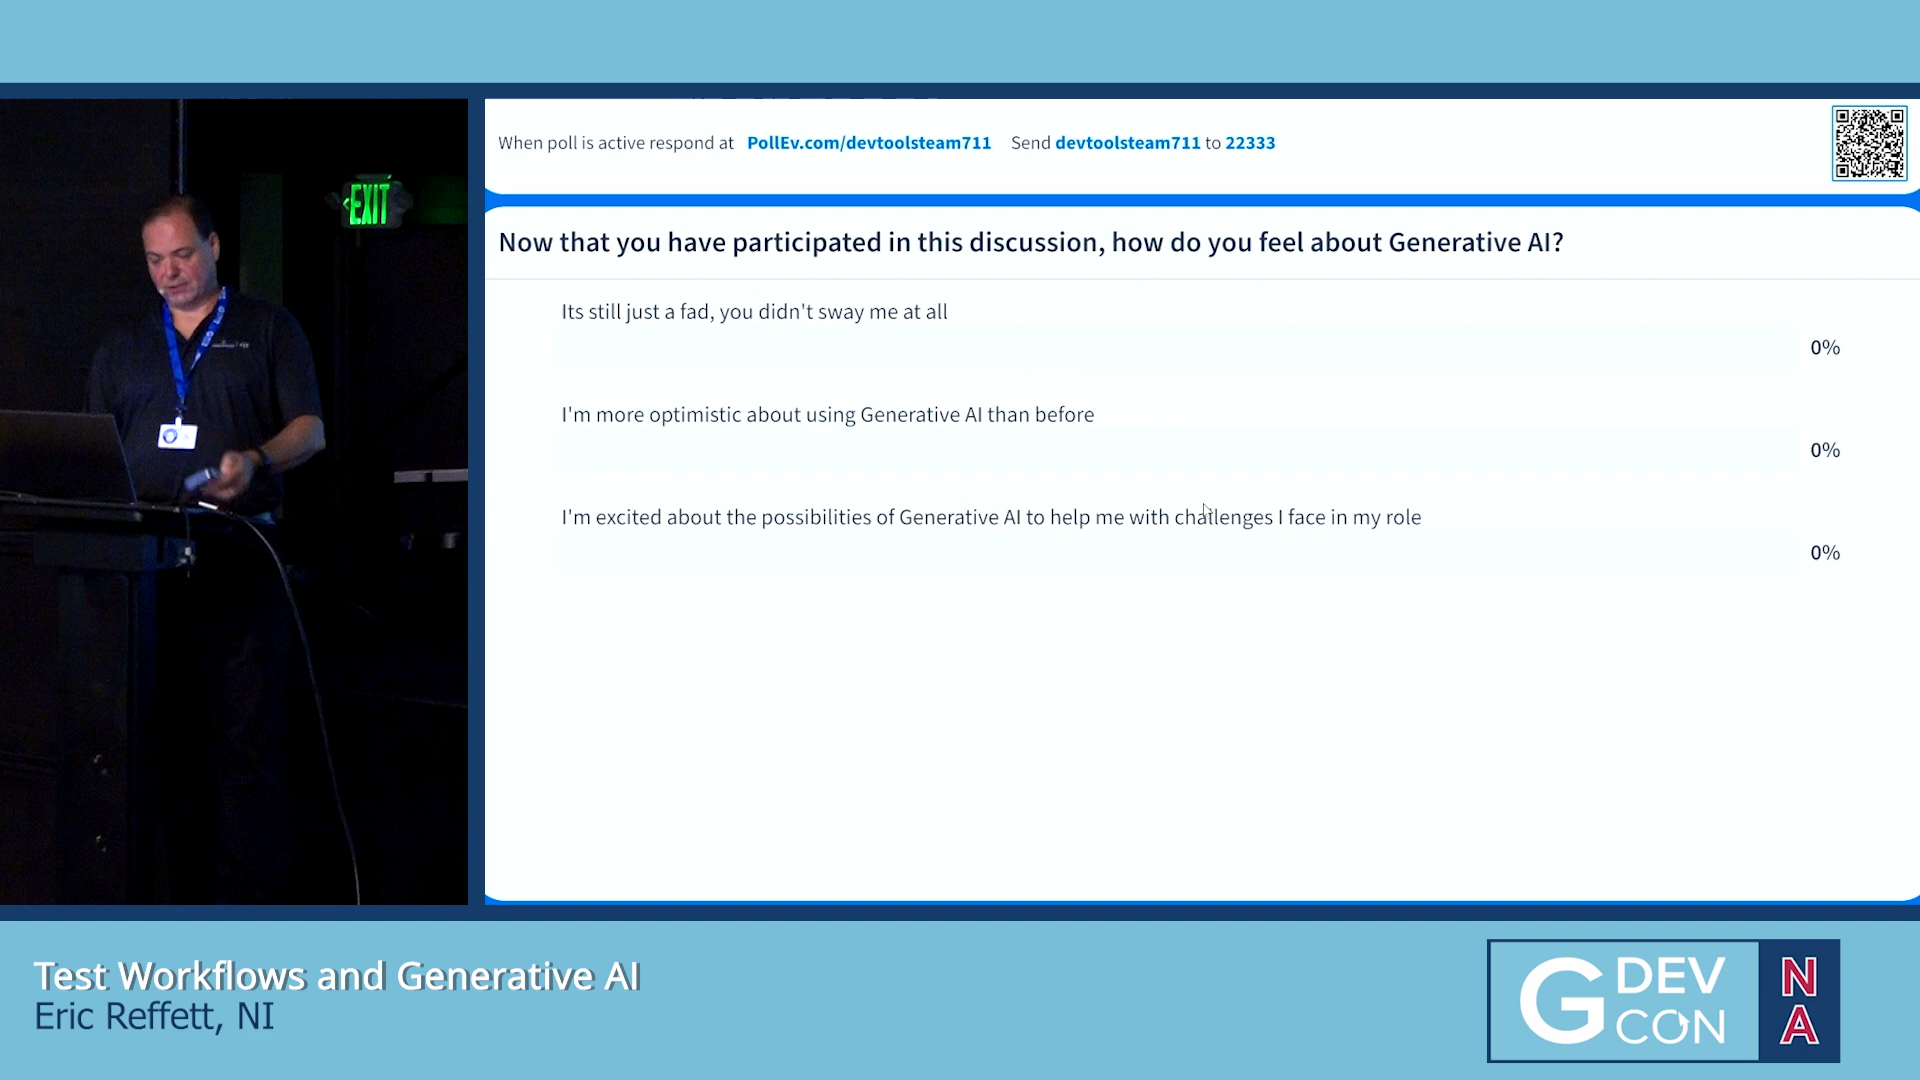 EXIT
When poll is active respond at PollEv.com/devtoolsteam711 Send devtoolsteam711 to 22333
Now that you have participated in this discussion, how do you feel about Generative AI?
Its still just a fad, you didn't sway me at all
0%
I'm more optimistic about using Generative AI than before
0%
I'm excited about the possibilities of Generative AI to help me with challenges I face in my role
0%
Test Workflows and Generative AI
Eric Reffett, NI
G DEV CON NA